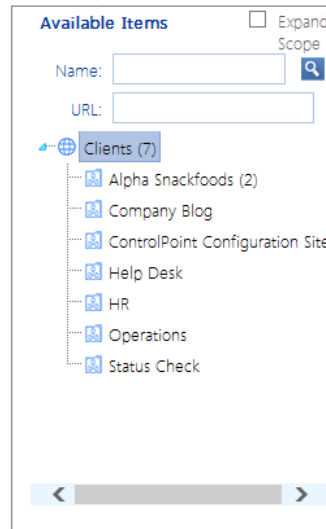 Available Items
Expand
Scope
Name:
URL:
Clients (7)
Alpha Snackfoods (2)
Company Blog
ControlPoint Configuration Site
Help Desk
HR
Operations
Status Check